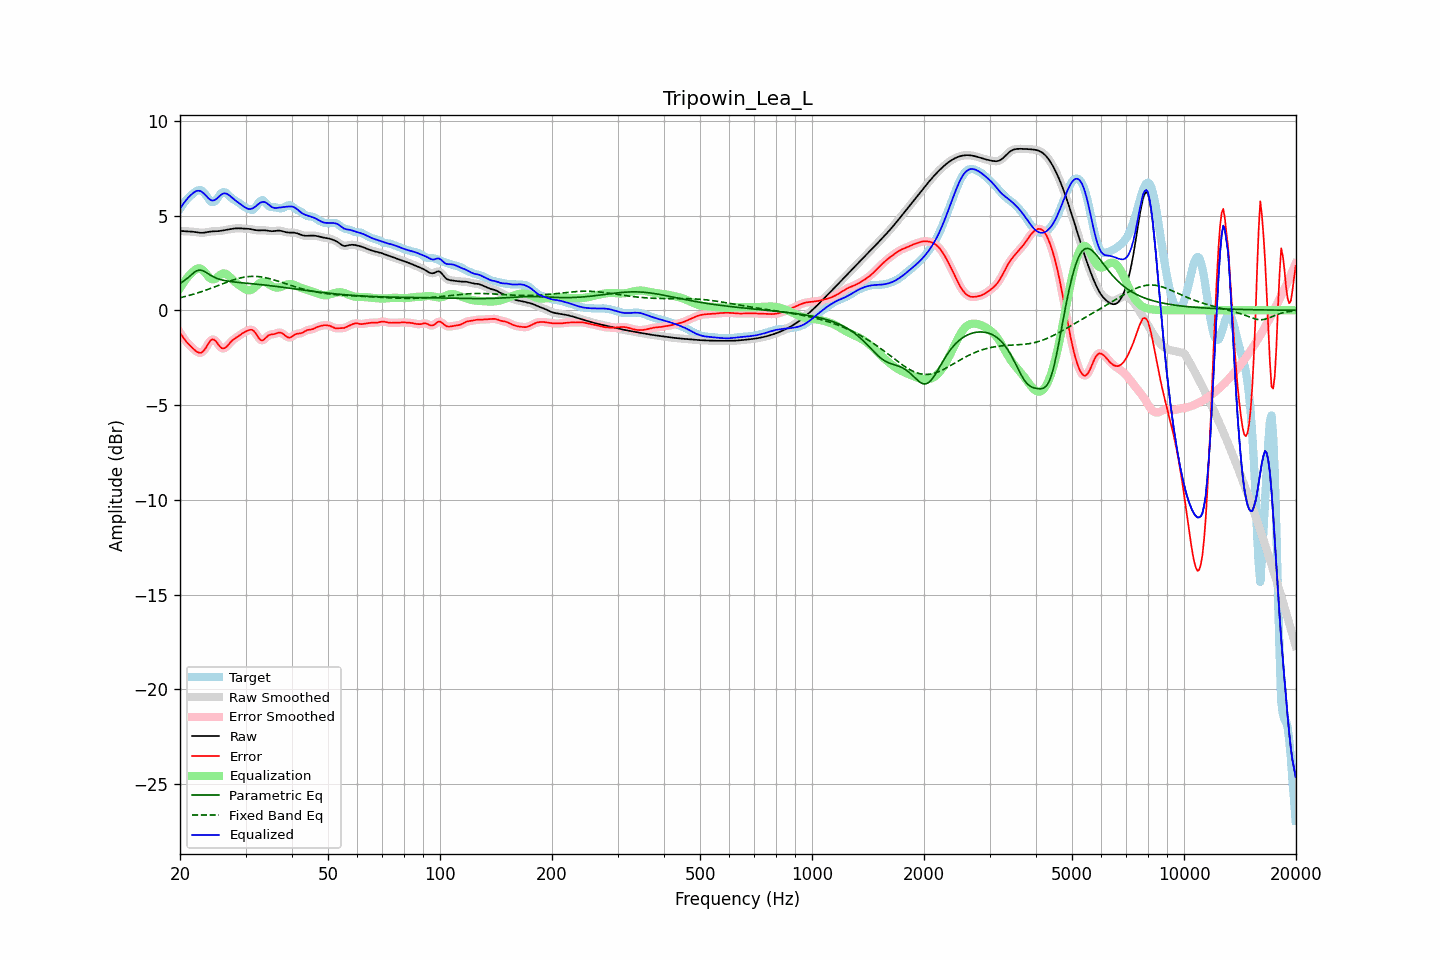 Tripowin_Lea_L
10
5
0
−5
−10
−15
−20
−25
Amplitude (dBr)
Target
Raw Smoothed
Error Smoothed
Raw
Error
Equalization
Parametric Eq
Fixed Band Eq
Equalized
20 50 100 200 500 1000 2000 5000 10000 20000
Frequency (Hz)